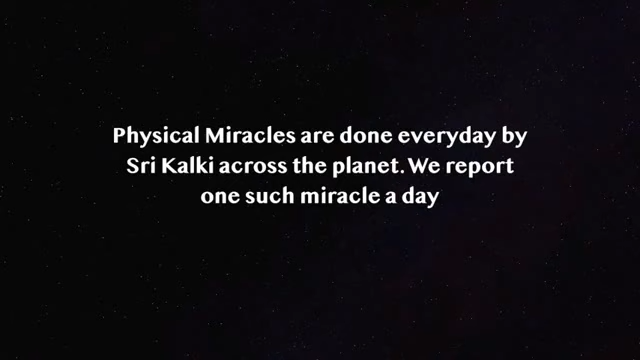 Physical Miracles are done everyday by
Sri Kalki across the planet. We report
one such miracle a day